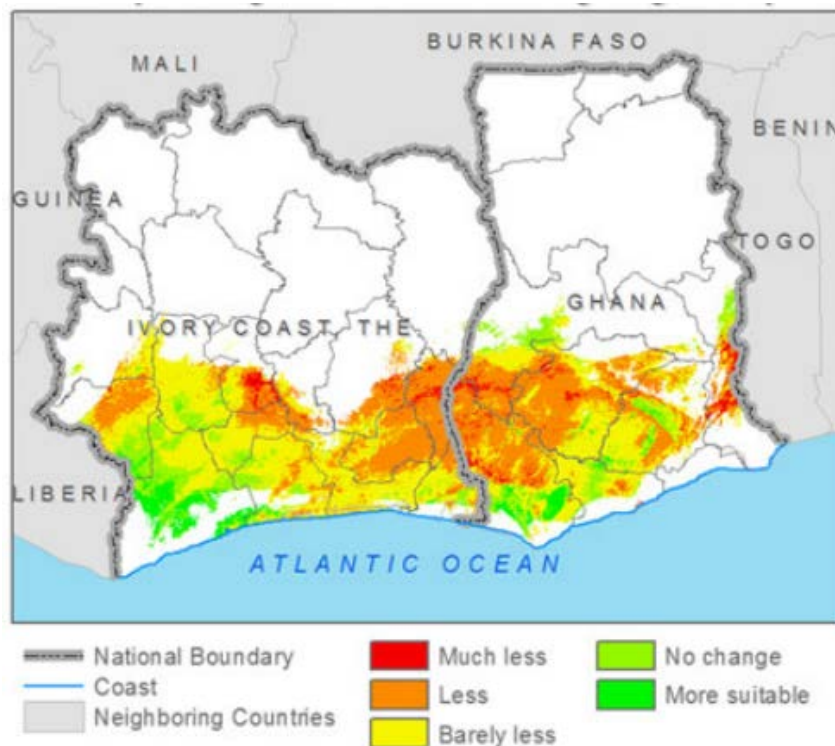 BURKINA FASO
MALI
BENIN
GUINEA
TOGO
GHANA
IVORY COAST, THE
LIBERIA
ATLANTIC OCEAN
National Boundary
Coast
Neighboring Countries
Much less
Less
Barely less
No change
More suitable